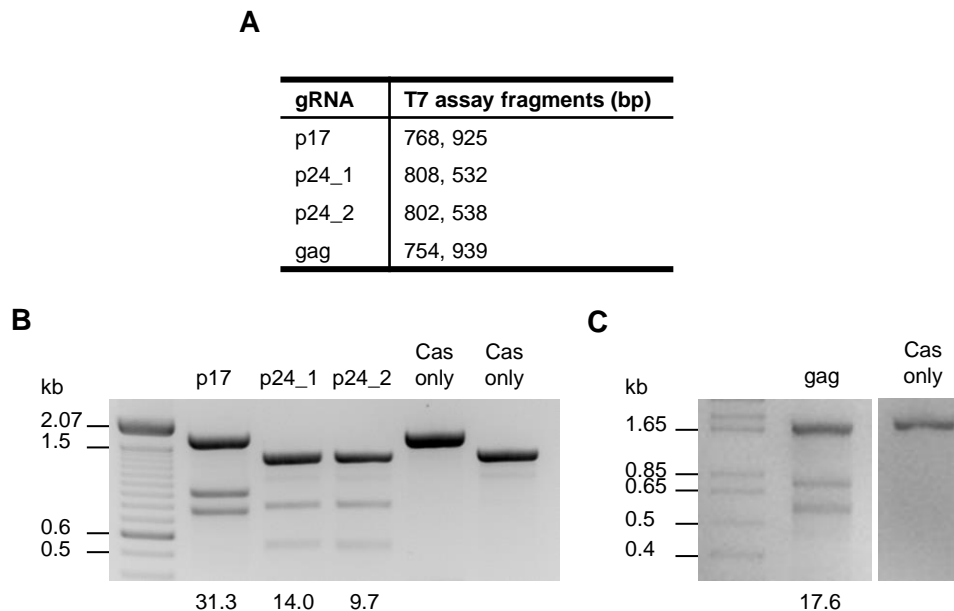 A
gRNA T7 assay fragments (bp)
p17 768, 925
p24_1 808, 532
p24_2 802, 538
gag 754, 939
B
kb p17 p24_1 p24_2 Cas only Cas only
2.07
1.5
0.6
0.5
31.3 14.0 9.7
C
kb gag Cas only
1.65
0.85
0.65
0.5
0.4
17.6